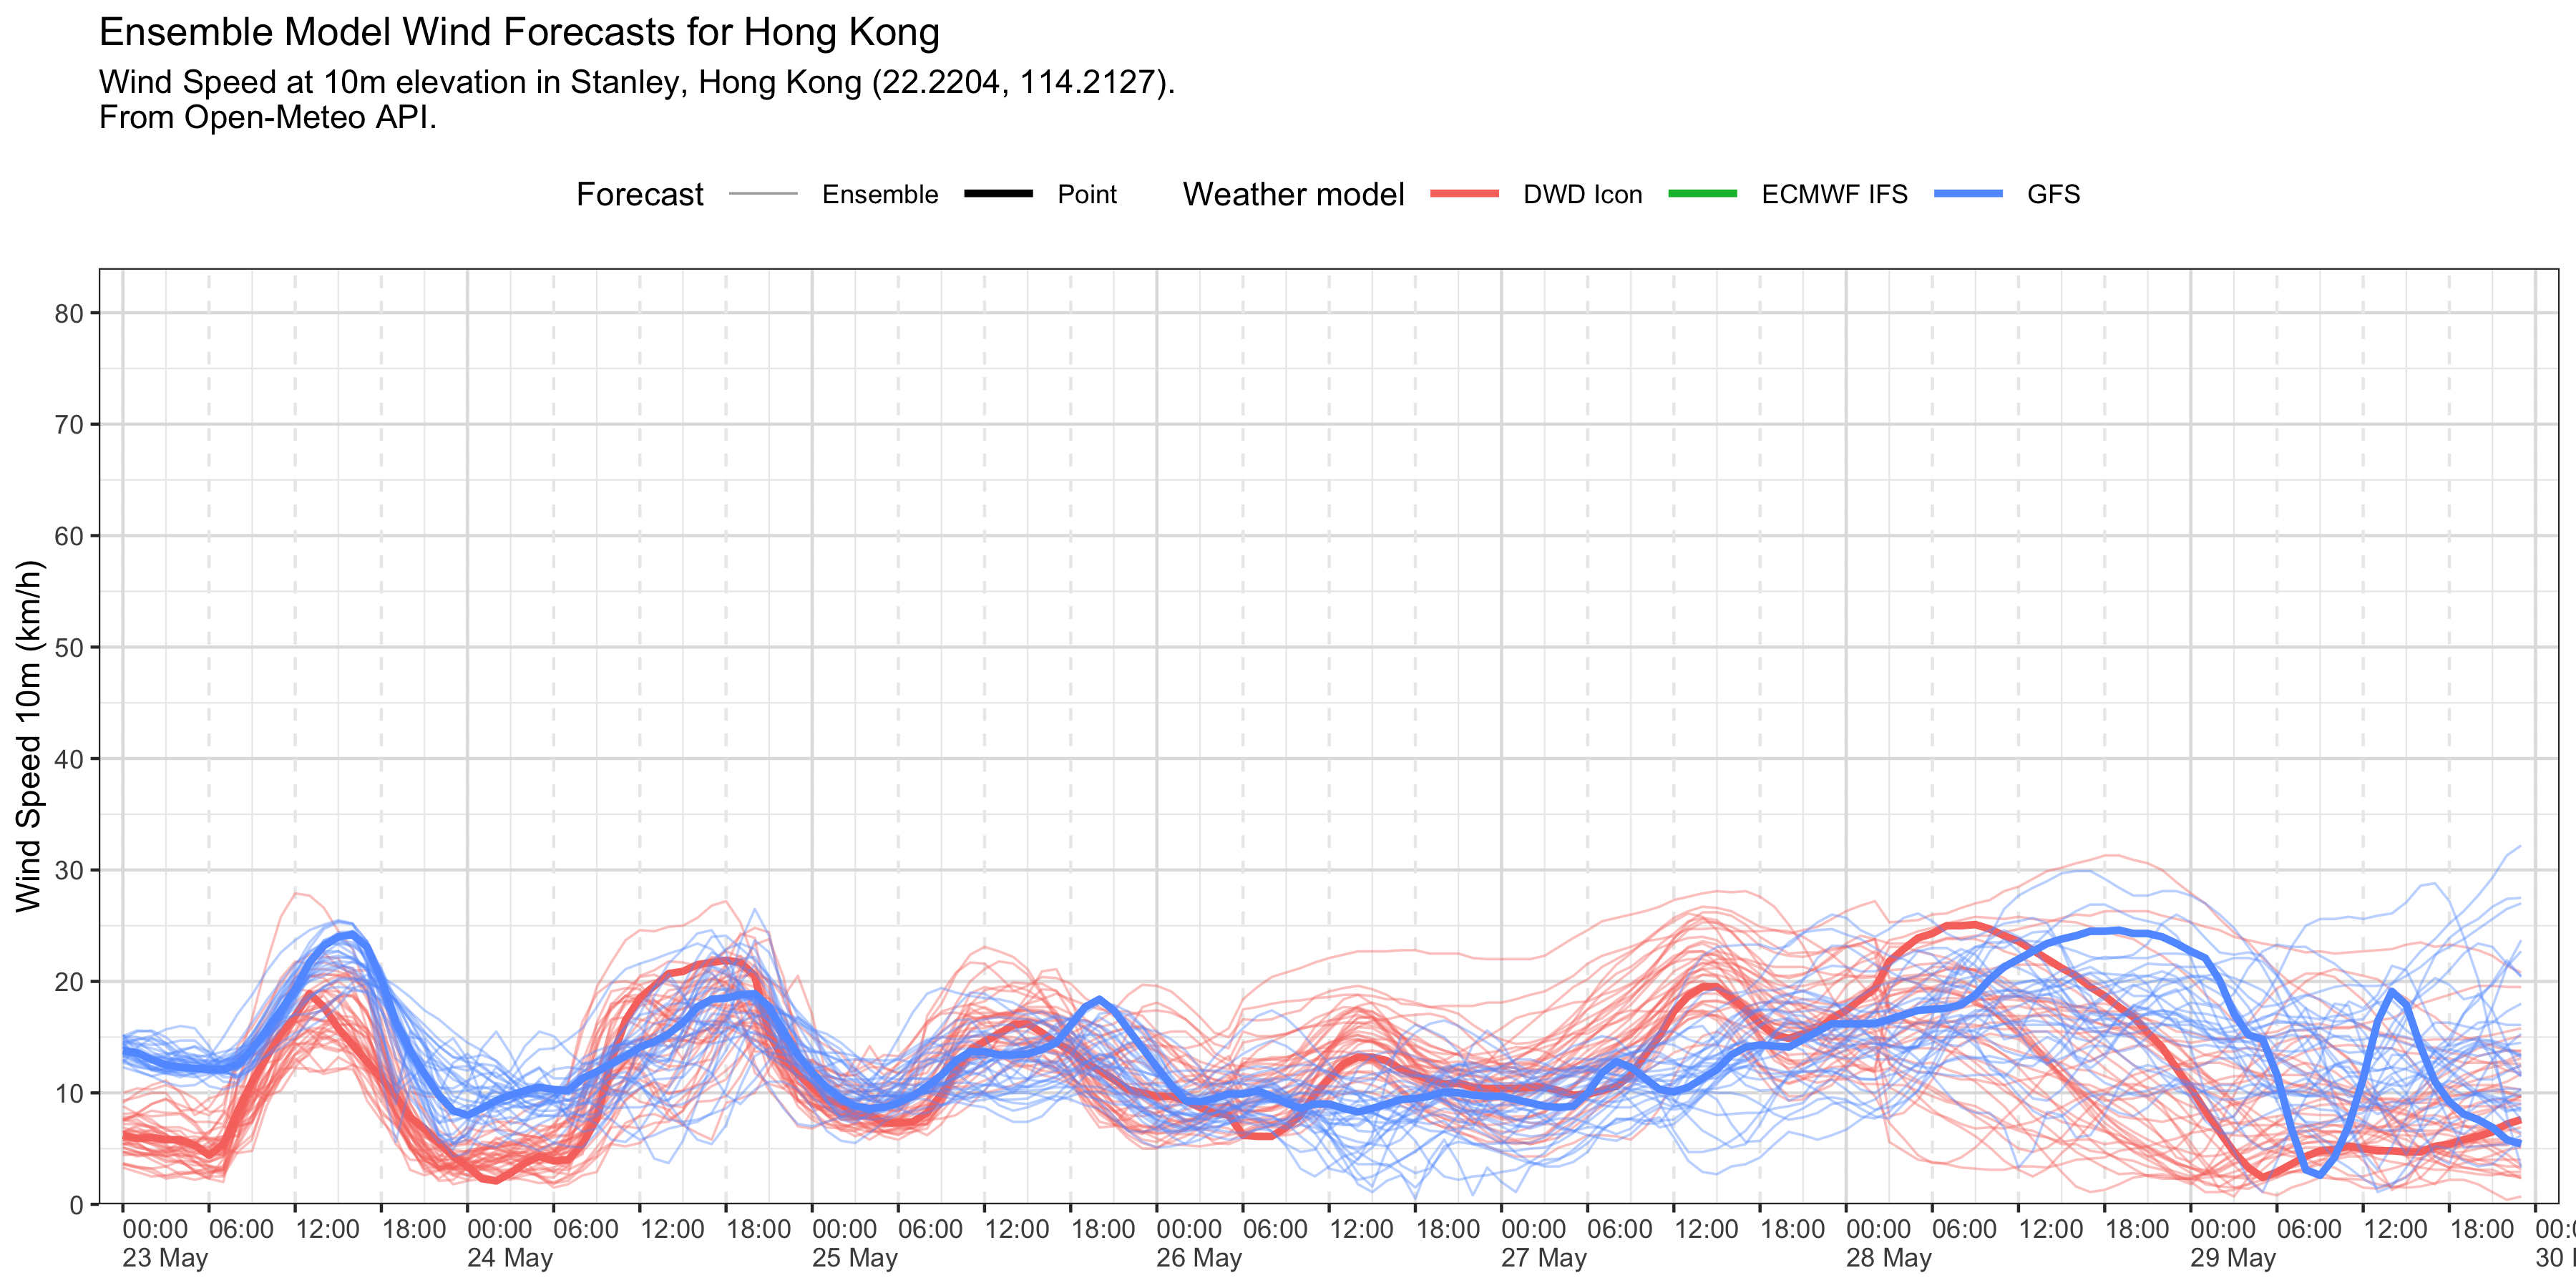 Ensemble Model Wind Forecasts for Hong Kong
Wind Speed at 10m elevation in Stanley, Hong Kong (22.2204, 114.2127).
From Open-Meteo API.
Forecast Ensemble Point Weather model DWD Icon ECMWF IFS GFS
Wind Speed 10m (km/h)
80
70
60
50
40
30
20
10
0
00:00 06:00 12:00 18:00 00:00 06:00 12:00 18:00 00:00 06:00 12:00 18:00 00:00 06:00 12:00 18:00 00:00 06:00 12:00 18:00 00:00 06:00 12:00 18:00 00:00 06:00 12:00 18:00 00:0
23 May 24 May 25 May 26 May 27 May 28 May 29 May 30